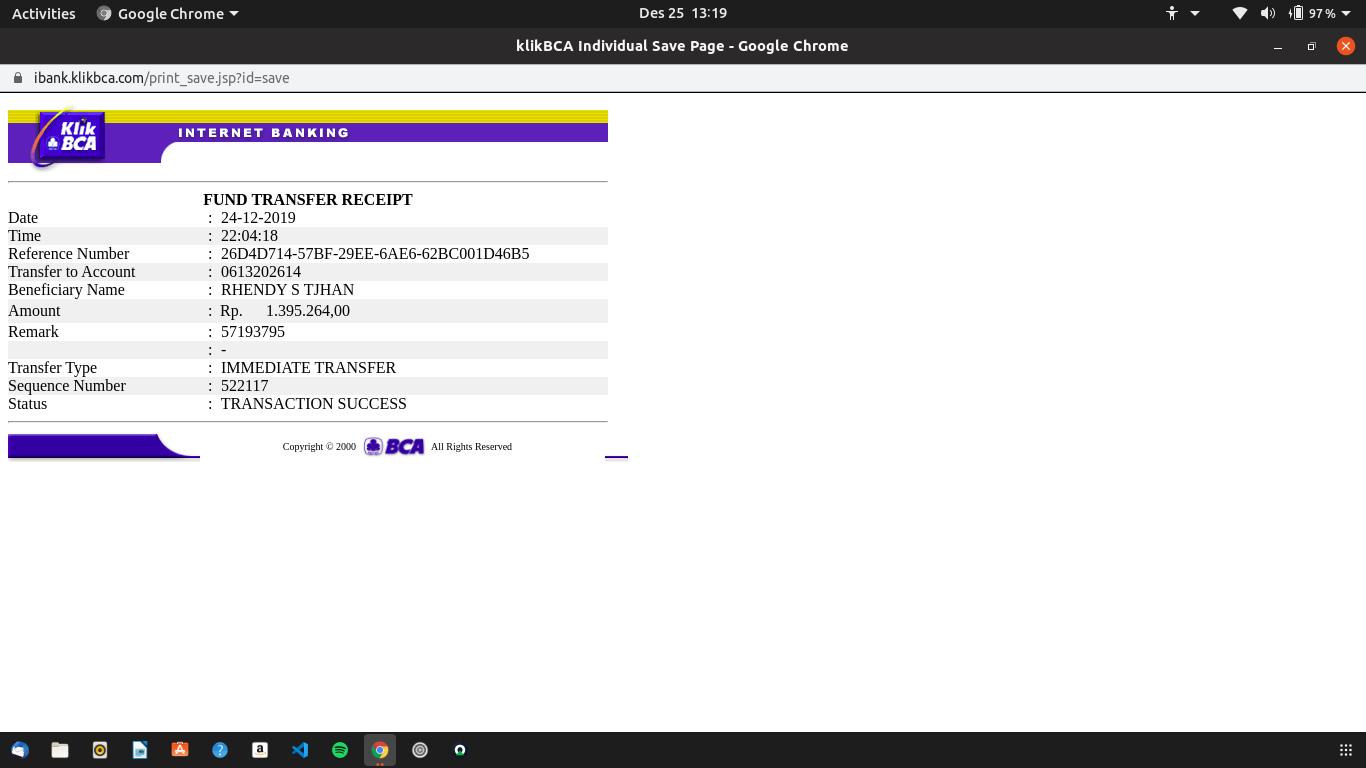 Activities Google Chrome Des 25 13:19 97 %
klikBCA Individual Save Page - Google Chrome
ibank.klikbca.com/print_save.jsp?id=save
Klik
BCA
INTERNET BANKING
FUND TRANSFER RECEIPT
Date : 24-12-2019
Time : 22:04:18
Reference Number : 26D4D714-57BF-29EE-6AE6-62BC001D46B5
Transfer to Account : 0613202614
Beneficiary Name : RHENDY S TJHAN
Amount : Rp. 1.395.264,00
Remark : 57193795
: -
Transfer Type : IMMEDIATE TRANSFER
Sequence Number : 522117
Status : TRANSACTION SUCCESS
Copyright © 2000 BCA All Rights Reserved